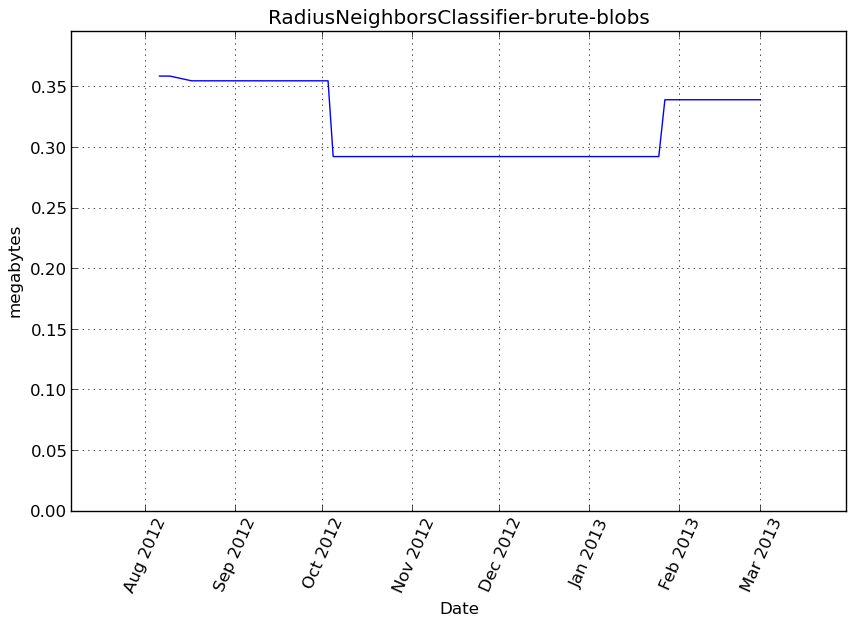 RadiusNeighborsClassifier-brute-blobs
megabytes
0.35
0.30
0.25
0.20
0.15
0.10
0.05
0.00
Aug 2012
Sep 2012
Oct 2012
Nov 2012
Dec 2012
Jan 2013
Feb 2013
Mar 2013
Date